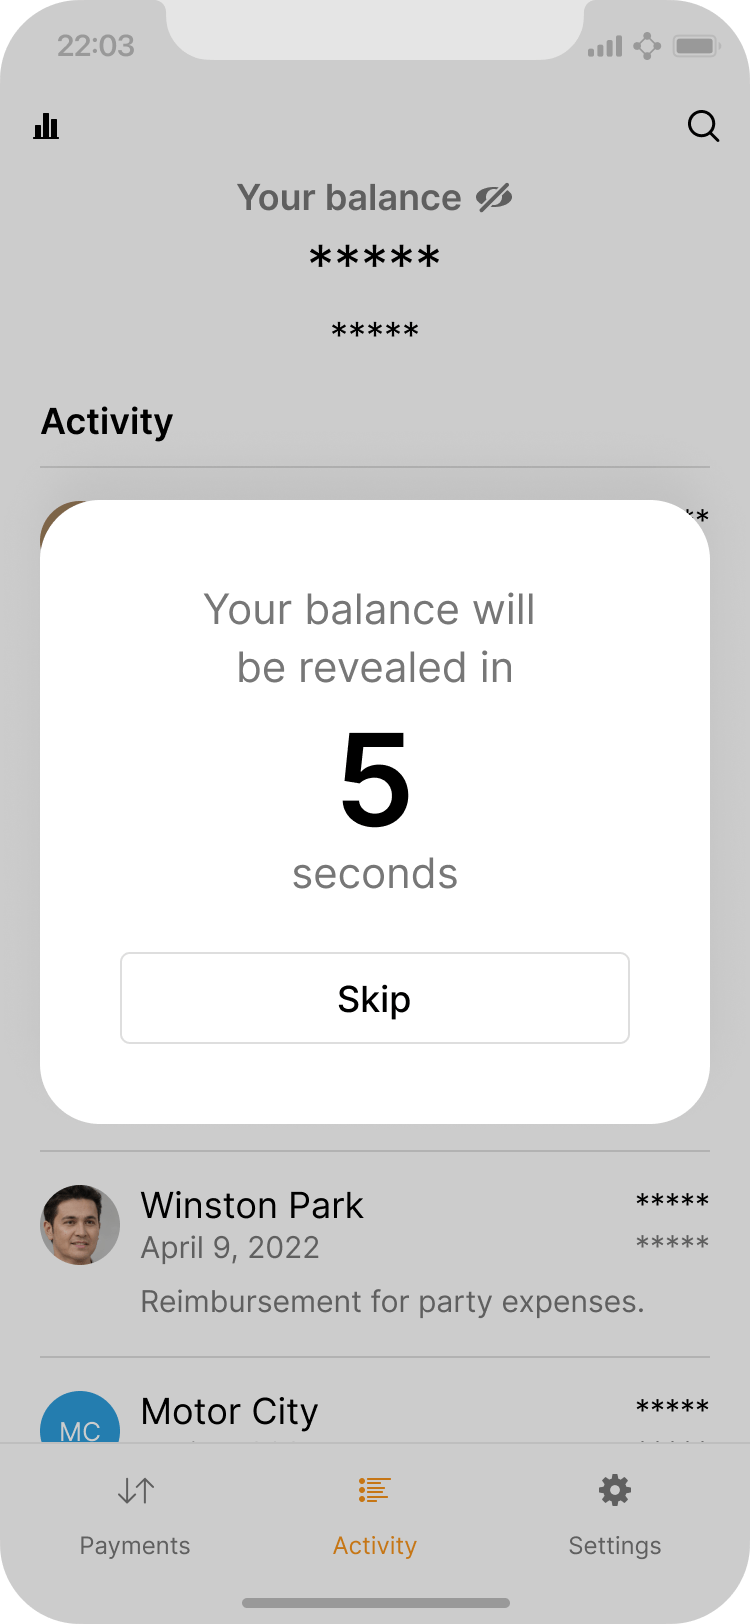 22:03
Your balance
*****
*****
Activity
**
Your balance will
be revealed in
5
seconds
Skip
Winston Park
*****
April 9, 2022
*****
Reimbursement for party expenses.
Motor City
*****
MC
Payments
Activity
Settings